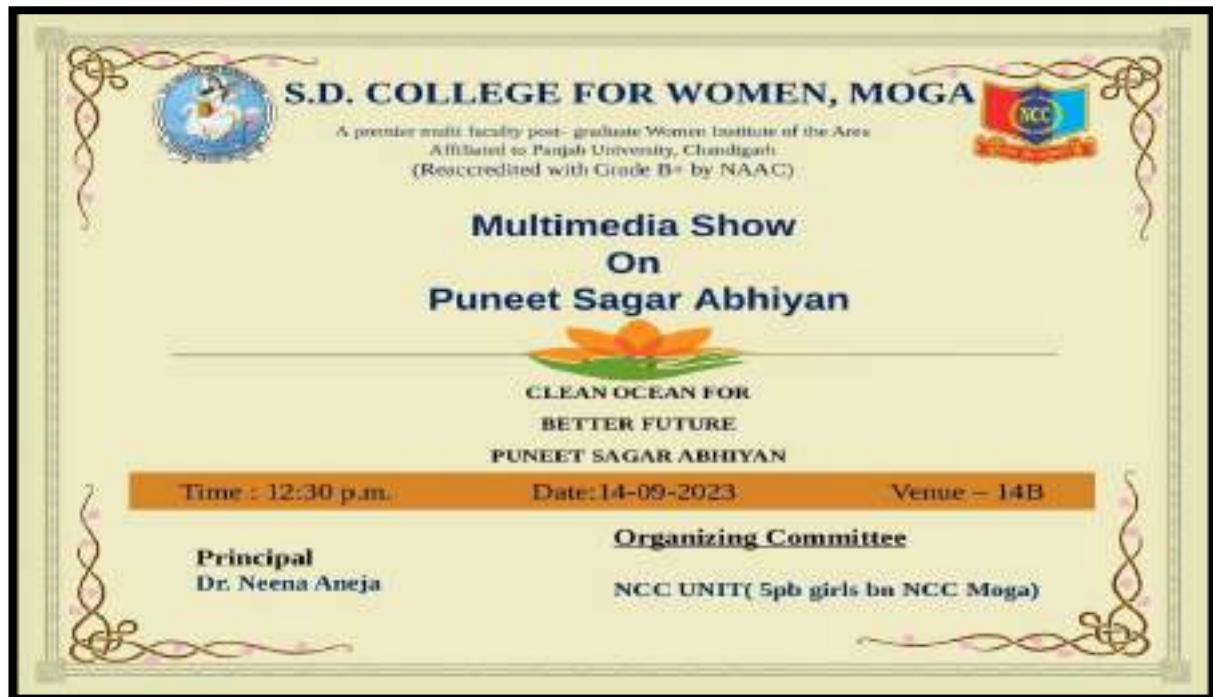 S.D. COLLEGE FOR WOMEN, MOGA
A premier multi faculty post- graduate Women Institute of the Area
Affiliated to Panjab University, Chandigarh
(Reaccredited with Grade B+ by NAAC)
NCC
Multimedia Show
On
Puneet Sagar Abhiyan
CLEAN OCEAN FOR
BETTER FUTURE
PUNEET SAGAR ABHIYAN
Time : 12:30 p.m. Date:14-09-2023 Venue – 14B
Principal
Dr. Neena Aneja
Organizing Committee
NCC UNIT( 5pb girls bn NCC Moga)